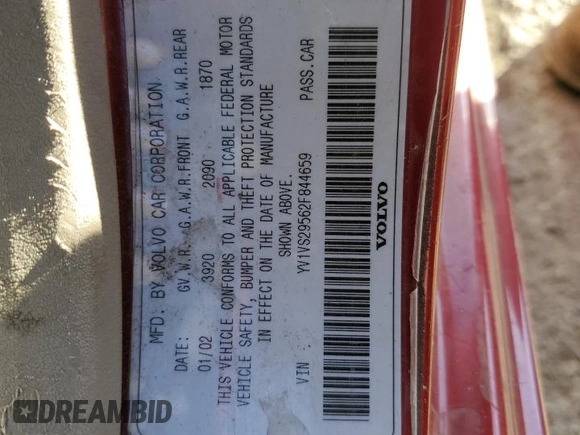 MFD. BY VOLVO CAR CORPORATION
DATE: G.V.W.R. G.A.W.R.FRONT G.A.W.R.REAR
01/02 3920 2090 1870
THIS VEHICLE CONFORMS TO ALL APPLICABLE FEDERAL MOTOR
VEHICLE SAFETY, BUMPER AND THEFT PROTECTION STANDARDS
IN EFFECT ON THE DATE OF MANUFACTURE
SHOWN ABOVE.
VIN: YV1VS29562F844659 PASS.CAR
VOLVO
DREAMBID